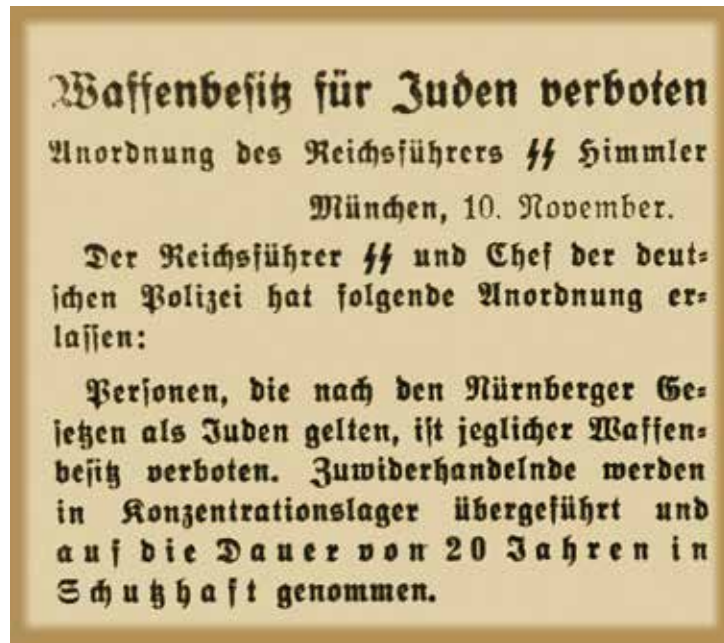 Waffenbesitz für Juden verboten
Anordnung des Reichsführers SS Himmler
München, 10. November.
Der Reichsführer SS und Chef der deut-
schen Polizei hat folgende Anordnung er-
lassen:
Personen, die nach den Nürnberger Ge-
setzen als Juden gelten, ist jeglicher Waffen-
besitz verboten. Zuwiderhandelnde werden
in Konzentrationslager übergeführt und
auf die Dauer von 20 Jahren in
Schutzhaft genommen.